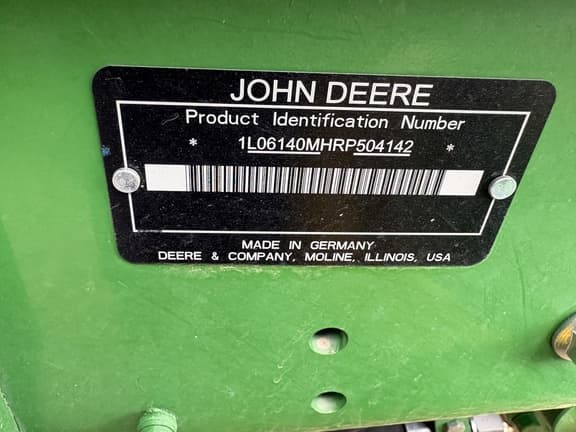 JOHN DEERE
Product Identification Number
* 1L06140MHRP504142 *
MADE IN GERMANY
DEERE & COMPANY, MOLINE, ILLINOIS, USA